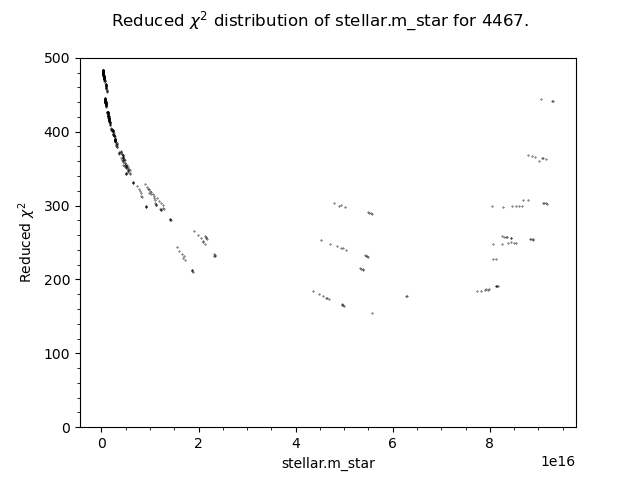 Reduced χ² distribution of stellar.m_star for 4467.
500
400
300
200
100
0
Reduced χ²
0 2 4 6 8
1e16
stellar.m_star